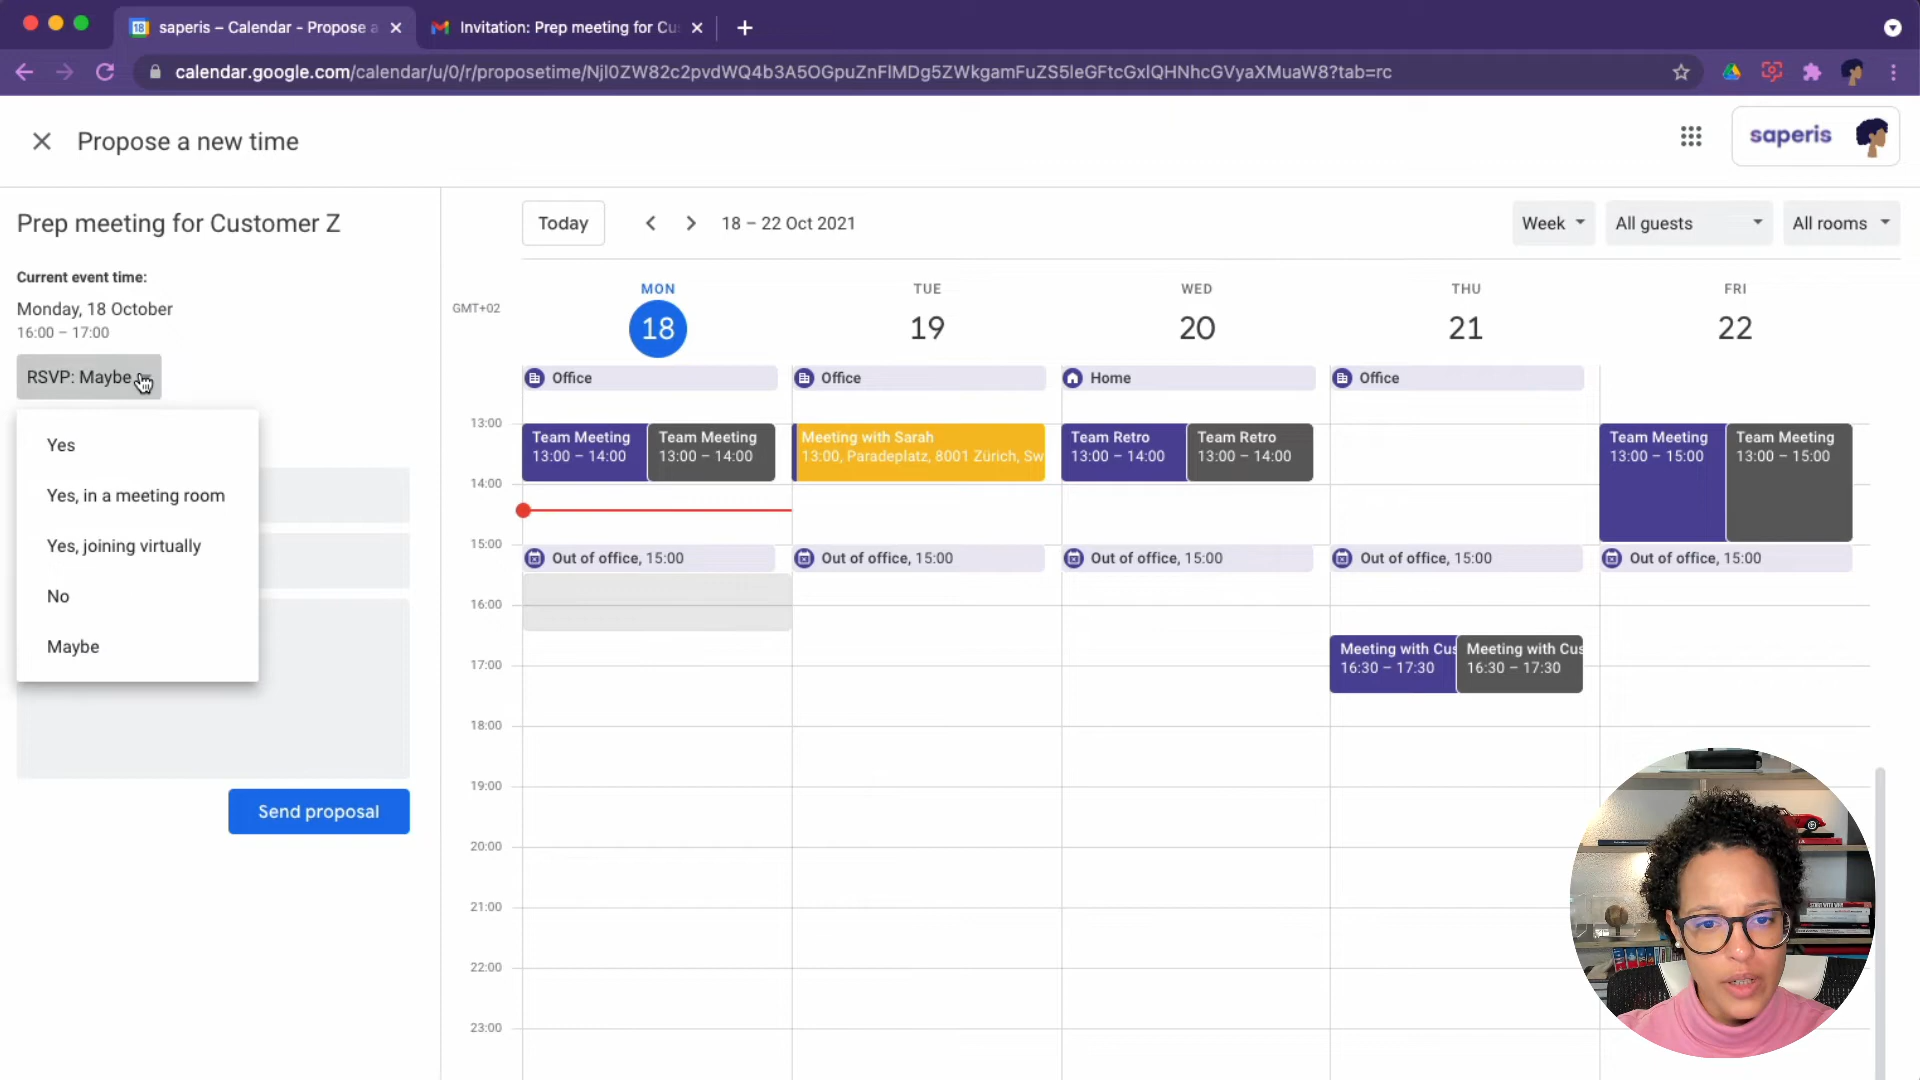 saperis – Calendar - Propose a
Invitation: Prep meeting for Cu
calendar.google.com/calendar/u/0/r/proposetime/Njl0ZW82c2pvdWQ4b3A5OGpuZnFlMDg5ZWkgamFuZS5leGFtcGxlQHNhcGVyaXMuaW8?tab=rc
Propose a new time
saperis
Prep meeting for Customer Z
Current event time:
Monday, 18 October
16:00 – 17:00
RSVP: Maybe
Yes
Yes, in a meeting room
Yes, joining virtually
No
Maybe
Send proposal
Today
18 – 22 Oct 2021
Week
All guests
All rooms
GMT+02
MON
18
TUE
19
WED
20
THU
21
FRI
22
Office
Office
Home
Office
13:00
14:00
15:00
16:00
17:00
18:00
19:00
20:00
21:00
22:00
23:00
Team Meeting
13:00 – 14:00
Team Meeting
13:00 – 14:00
Meeting with Sarah
13:00, Paradeplatz, 8001 Zürich, Sw
Team Retro
13:00 – 14:00
Team Retro
13:00 – 14:00
Team Meeting
13:00 – 15:00
Team Meeting
13:00 – 15:00
Out of office, 15:00
Out of office, 15:00
Out of office, 15:00
Out of office, 15:00
Out of office, 15:00
Meeting with Cus
16:30 – 17:30
Meeting with Cus
16:30 – 17:30